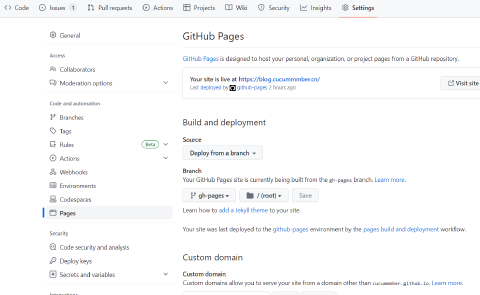 Code Issues 1 Pull requests Actions Projects Wiki Security Insights Settings
General
Access
Collaborators
Moderation options
Code and automation
Branches
Tags
Rules Beta
Actions
Webhooks
Environments
Codespaces
Pages
Security
Code security and analysis
Deploy keys
Secrets and variables
GitHub Pages
GitHub Pages is designed to host your personal, organization, or project pages from a GitHub repository.
Your site is live at https://blog.cucummmber.cn/
Last deployed by github-pages 2 hours ago
Visit site
Build and deployment
Source
Deploy from a branch
Branch
Your GitHub Pages site is currently being built from the gh-pages branch. Learn more.
gh-pages / (root) Save
Learn how to add a Jekyll theme to your site.
Your site was last deployed to the github-pages environment by the pages build and deployment workflow.
Custom domain
Custom domain
Custom domains allow you to serve your site from a domain other than cucummmber.github.io. Learn more.